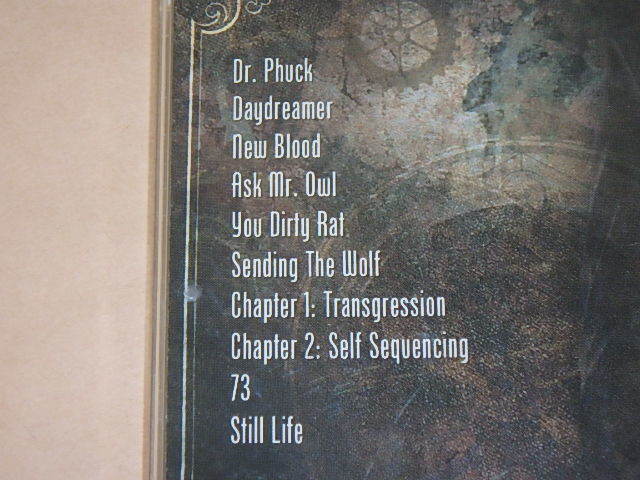 Dr. Phuck
Daydreamer
New Blood
Ask Mr. Owl
You Dirty Rat
Sending The Wolf
Chapter 1: Transgression
Chapter 2: Self Sequencing
73
Still Life